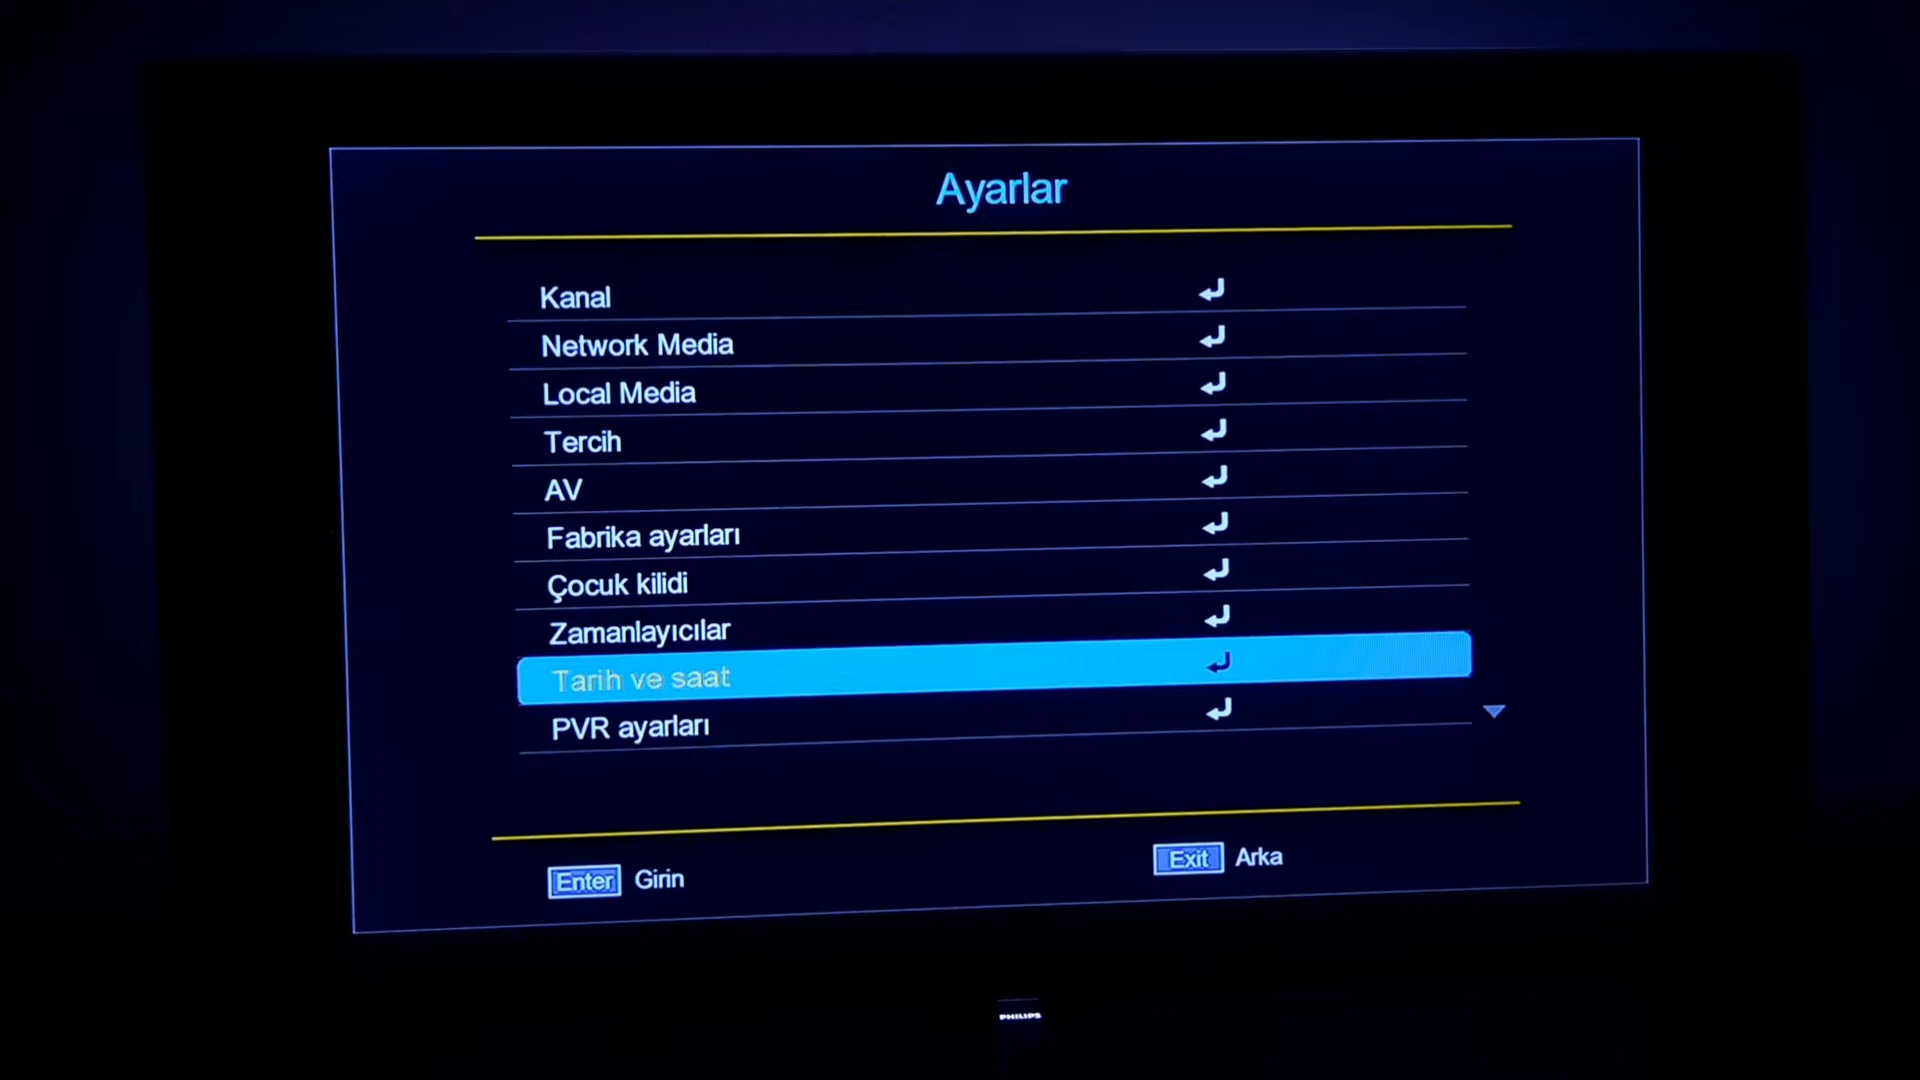 Ayarlar
Kanal
Network Media
Local Media
Tercih
AV
Fabrika ayarları
Çocuk kilidi
Zamanlayıcılar
Tarih ve saat
PVR ayarları
Enter Girin
Exit Arka
PHILIPS